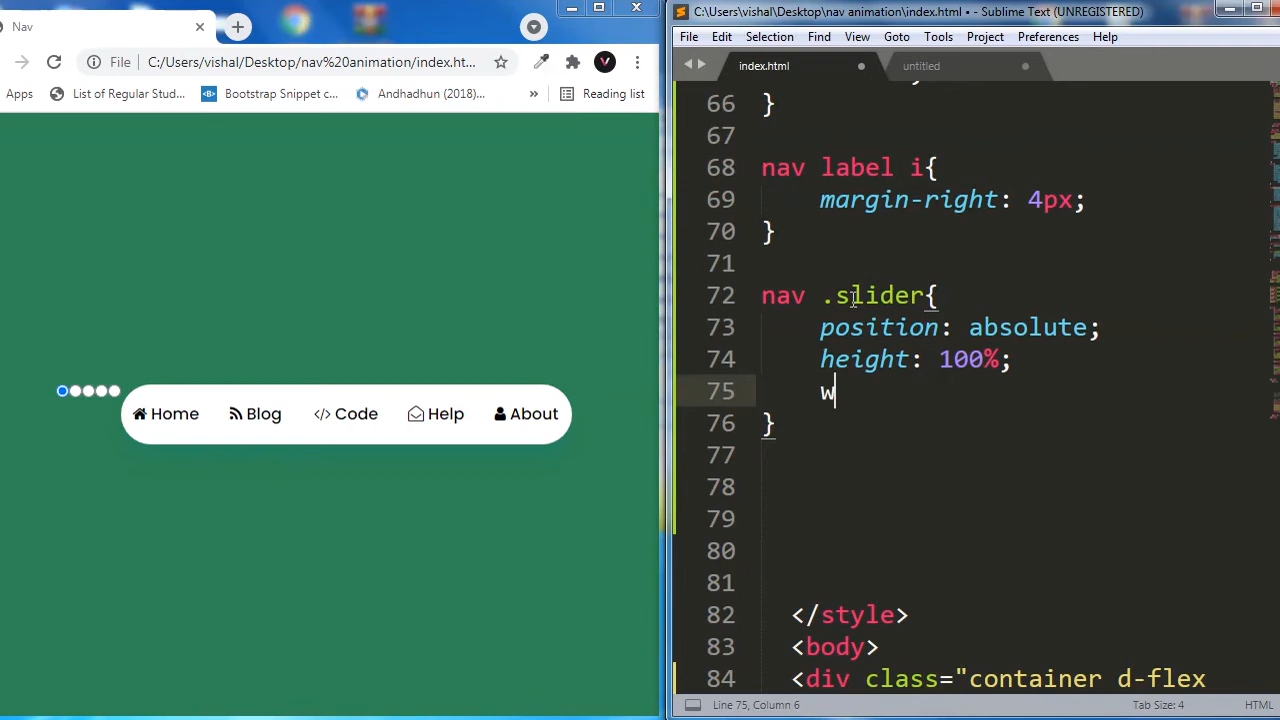 Nav
File C:/Users/vishal/Desktop/nav%20animation/index.ht...
Apps List of Regular Stud... Bootstrap Snippet c... Andhadhun (2018)... » Reading list
Home Blog </> Code Help About
C:\Users\vishal\Desktop\nav animation\index.html • - Sublime Text (UNREGISTERED)
File Edit Selection Find View Goto Tools Project Preferences Help
index.html untitled
66 }
67
68 nav label i{
69 margin-right: 4px;
70 }
71
72 nav .slider{
73 position: absolute;
74 height: 100%;
75 w
76 }
77
78
79
80
81
82 </style>
83 <body>
84 <div class="container d-flex
Line 75, Column 6 Tab Size: 4 HTML